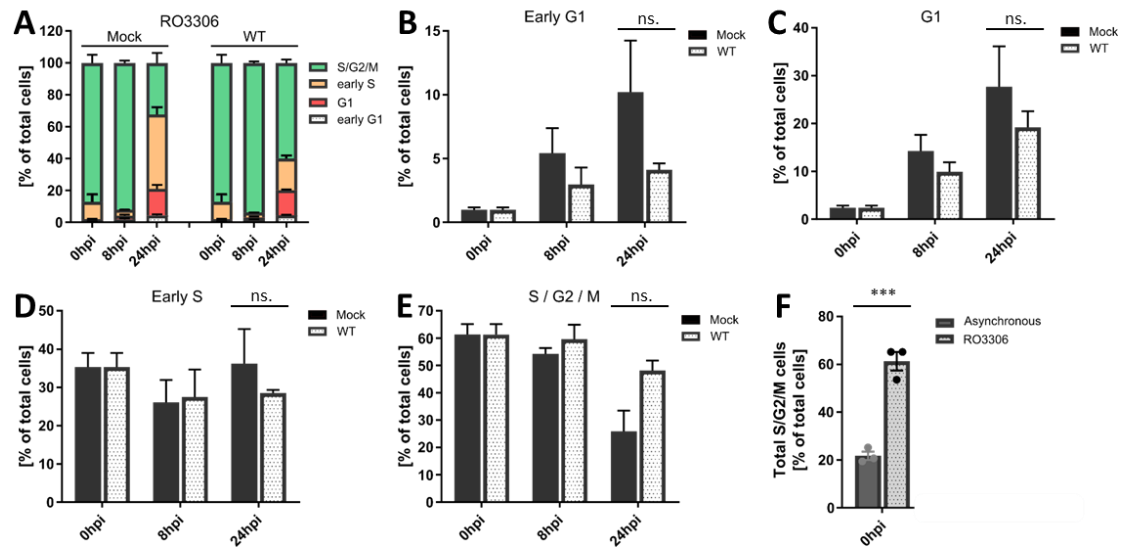 A
RO3306
Mock
WT
[% of total cells]
120
100
80
60
40
20
0
0hpi
8hpi
24hpi
0hpi
8hpi
24hpi
S/G2/M
early S
G1
early G1
B
Early G1
ns.
[% of total cells]
15
10
5
0
0hpi
8hpi
24hpi
Mock
WT
C
G1
ns.
[% of total cells]
40
30
20
10
0
0hpi
8hpi
24hpi
Mock
WT
D
Early S
ns.
[% of total cells]
50
40
30
20
10
0
0hpi
8hpi
24hpi
Mock
WT
E
S / G2 / M
ns.
[% of total cells]
70
60
50
40
30
20
10
0
0hpi
8hpi
24hpi
Mock
WT
F
***
Total S/G2/M cells
[% of total cells]
80
60
40
20
0
0hpi
Asynchronous
RO3306